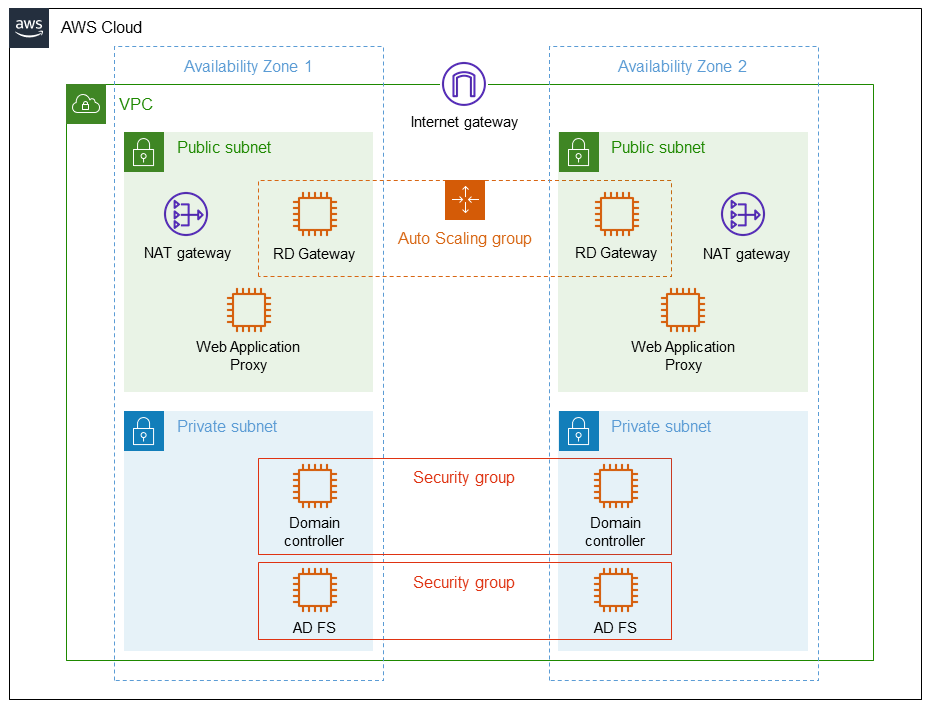 aws
AWS Cloud
Availability Zone 1
Availability Zone 2
VPC
Internet gateway
Public subnet
Public subnet
NAT gateway
RD Gateway
Auto Scaling group
RD Gateway
NAT gateway
Web Application
Proxy
Web Application
Proxy
Private subnet
Private subnet
Security group
Domain
controller
Domain
controller
Security group
AD FS
AD FS